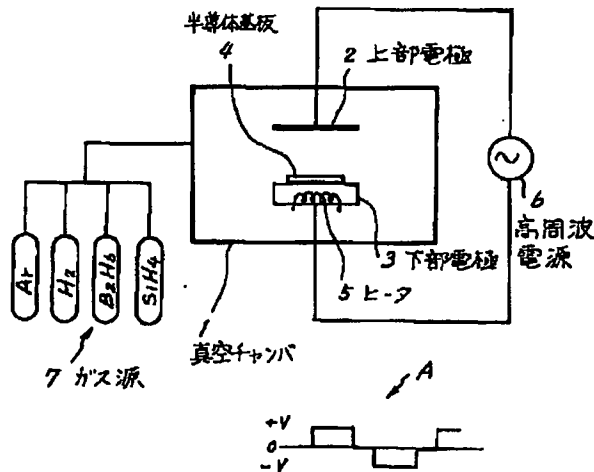 半導体基板
4
2 上部電極
6
高周波
電源
3 下部電極
5 ヒータ
Ar
H2
B2H6
SiH4
7 ガス源
1
真空チャンバ
A
+V
0
-V